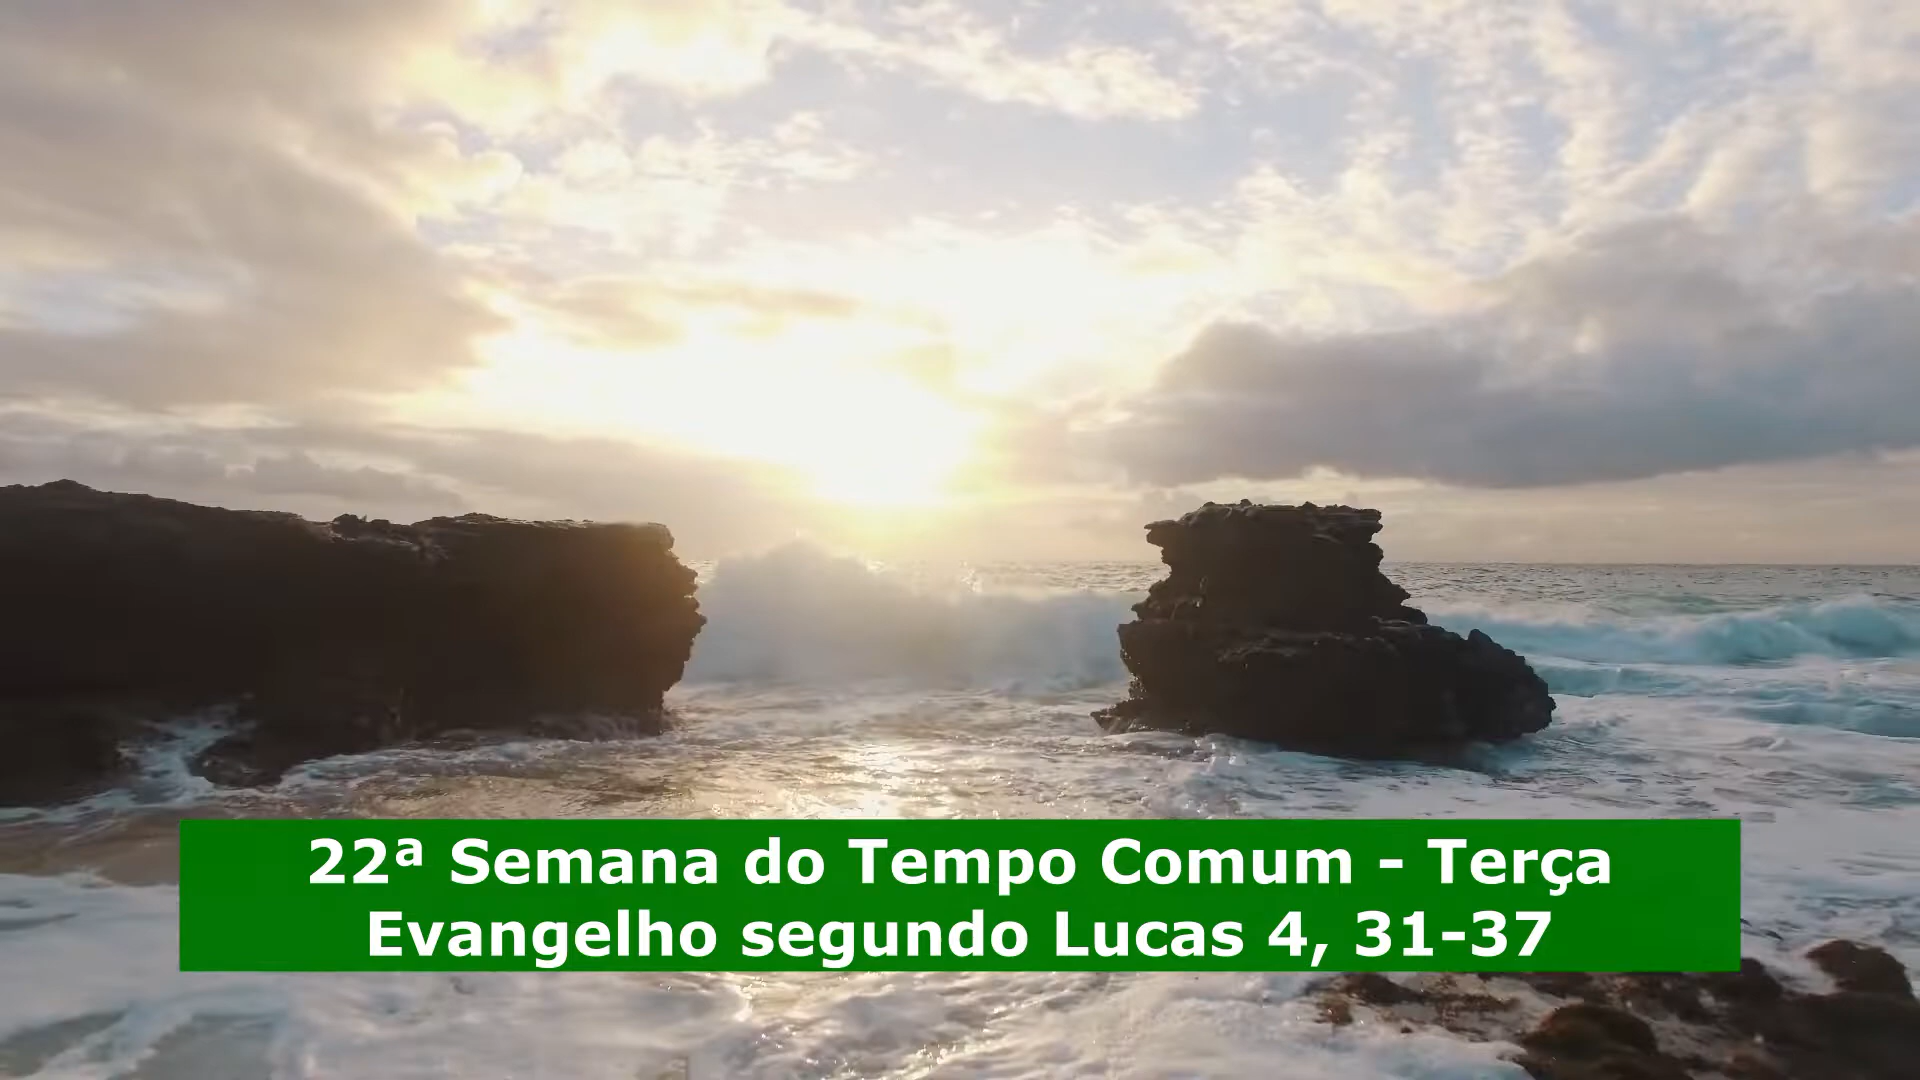 22ª Semana do Tempo Comum - Terça
Evangelho segundo Lucas 4, 31-37